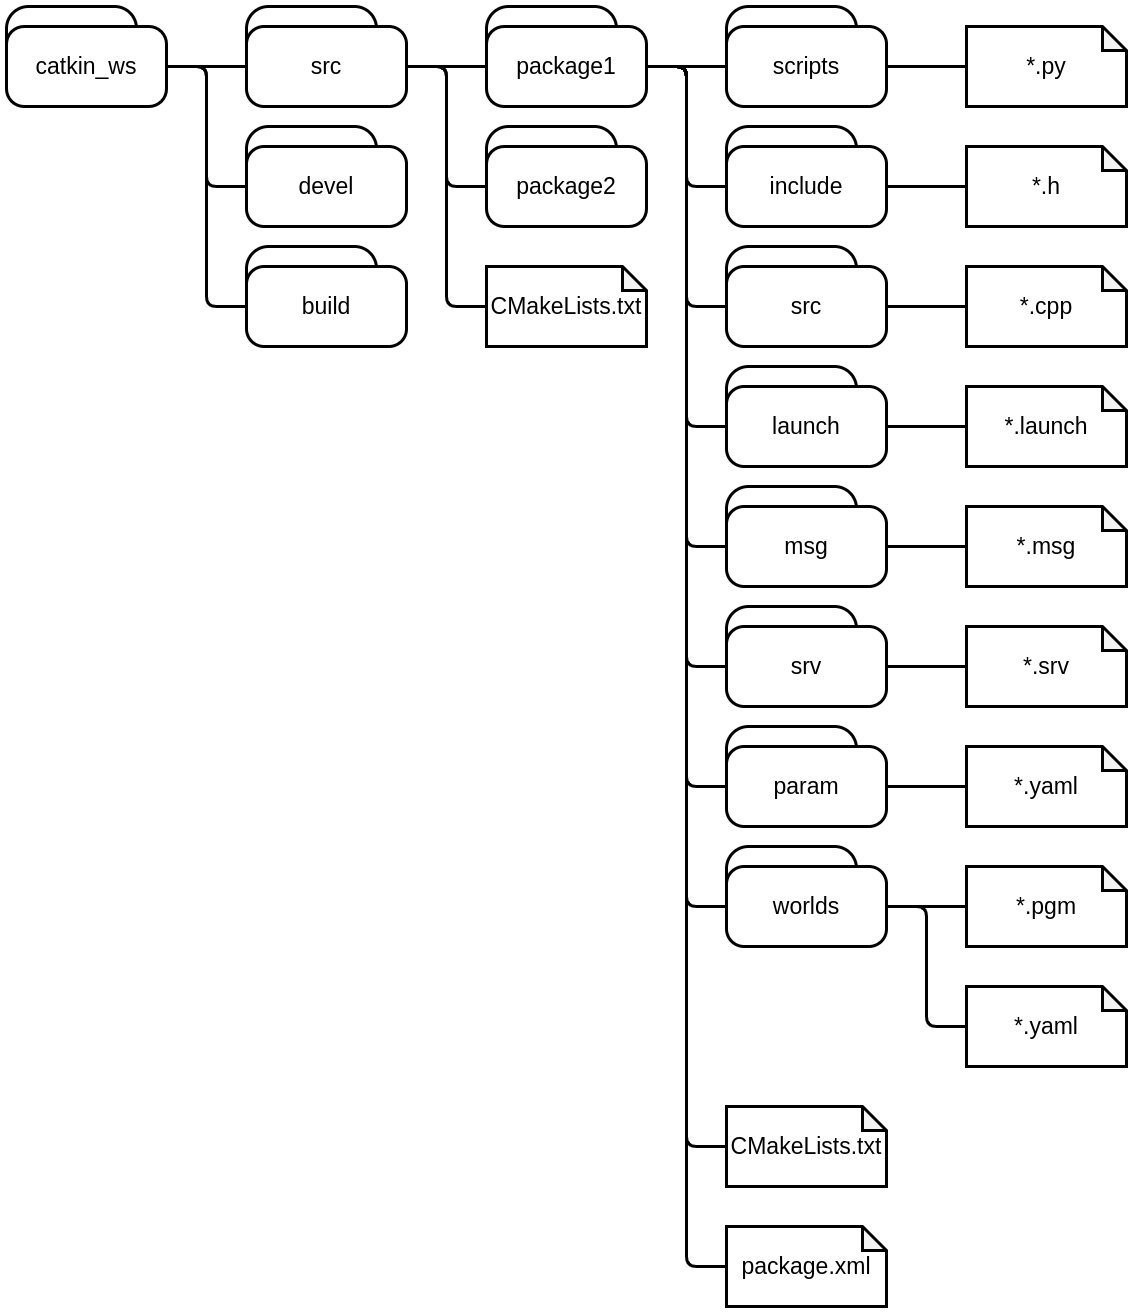 catkin_ws
src
package1
scripts
*.py
devel
package2
include
*.h
build
CMakeLists.txt
src
*.cpp
launch
*.launch
msg
*.msg
srv
*.srv
param
*.yaml
worlds
*.pgm
*.yaml
CMakeLists.txt
package.xml